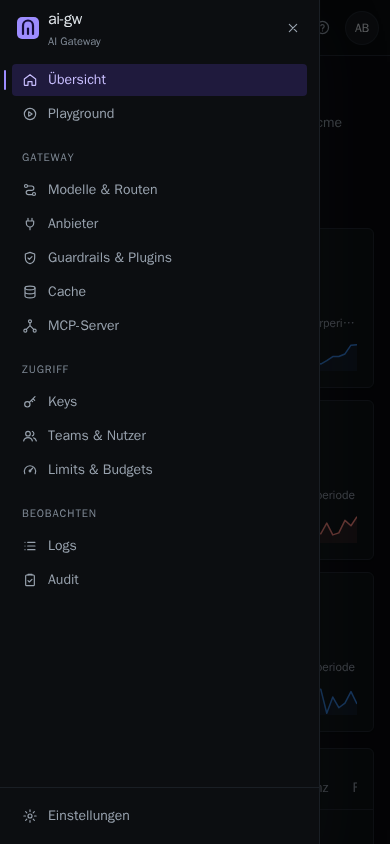 ai-gw
AI Gateway
AB
Übersicht
Playground
GATEWAY
Modelle & Routen
Anbieter
Guardrails & Plugins
Cache
MCP-Server
ZUGRIFF
Keys
Teams & Nutzer
Limits & Budgets
BEOBACHTEN
Logs
Audit
Einstellungen